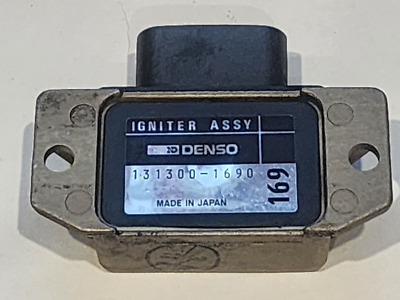 IGNITER ASSY
DENSO
131300-1690
169
MADE IN JAPAN